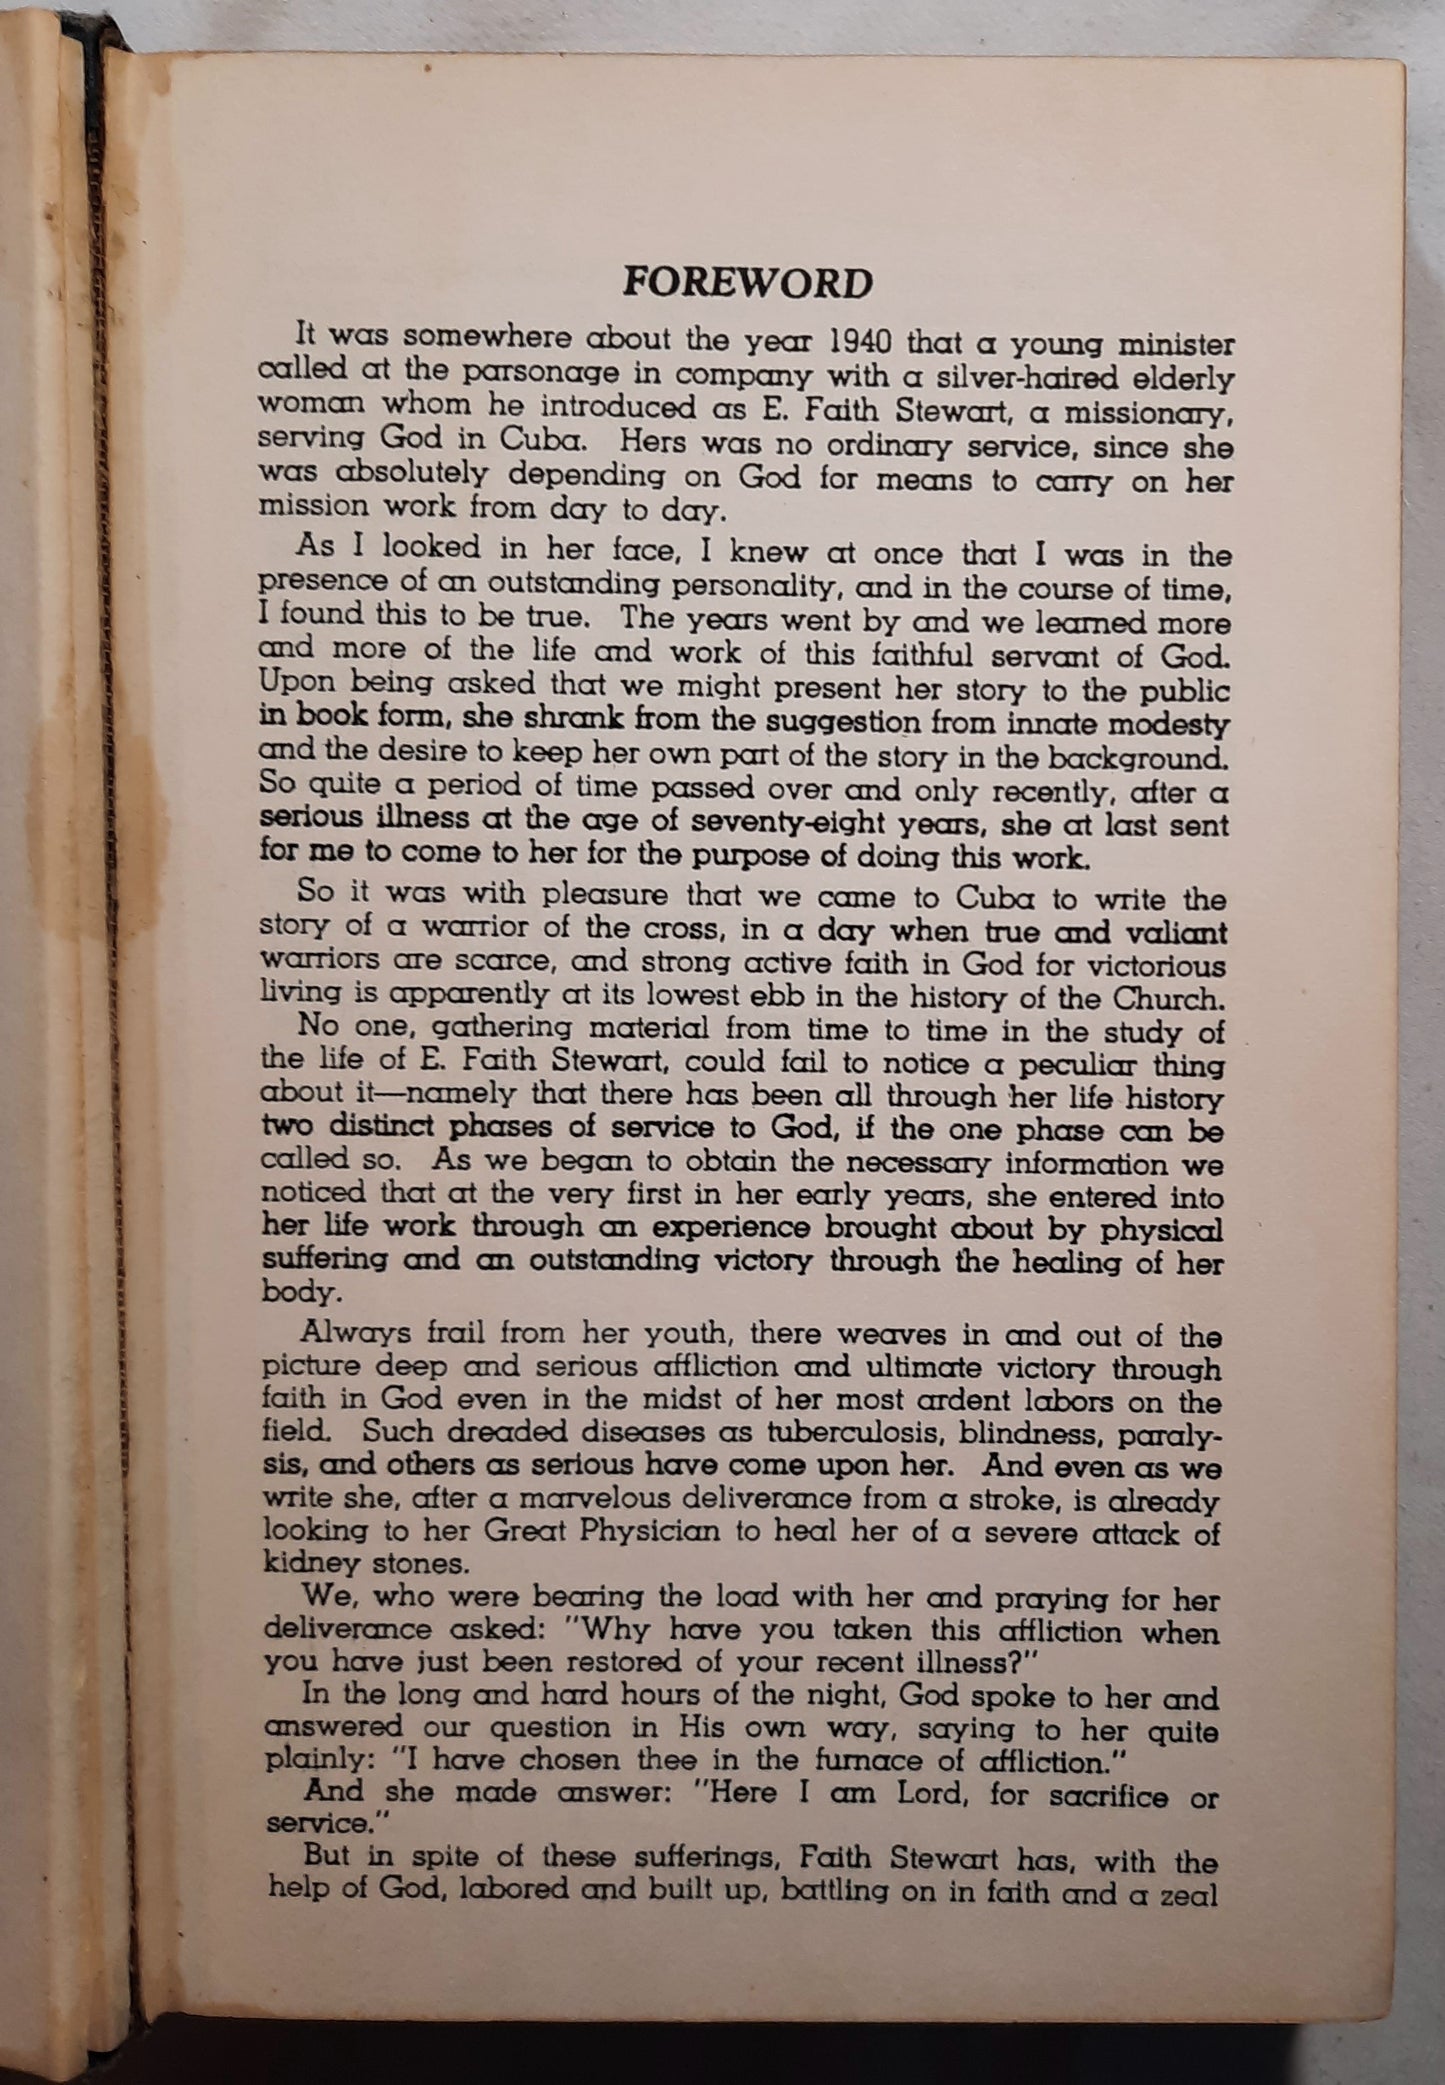 FOREWORD
It was somewhere about the year 1940 that a young minister
called at the parsonage in company with a silver-haired elderly
woman whom he introduced as E. Faith Stewart, a missionary,
serving God in Cuba. Hers was no ordinary service, since she
was absolutely depending on God for means to carry on her
mission work from day to day.
As I looked in her face, I knew at once that I was in the
presence of an outstanding personality, and in the course of time,
I found this to be true. The years went by and we learned more
and more of the life and work of this faithful servant of God.
Upon being asked that we might present her story to the public
in book form, she shrank from the suggestion from innate modesty
and the desire to keep her own part of the story in the background.
So quite a period of time passed over and only recently, after a
serious illness at the age of seventy-eight years, she at last sent
for me to come to her for the purpose of doing this work.
So it was with pleasure that we came to Cuba to write the
story of a warrior of the cross, in a day when true and valiant
warriors are scarce, and strong active faith in God for victorious
living is apparently at its lowest ebb in the history of the Church.
No one, gathering material from time to time in the study of
the life of E. Faith Stewart, could fail to notice a peculiar thing
about it—namely that there has been all through her life history
two distinct phases of service to God, if the one phase can be
called so. As we began to obtain the necessary information we
noticed that at the very first in her early years, she entered into
her life work through an experience brought about by physical
suffering and an outstanding victory through the healing of her
body.
Always frail from her youth, there weaves in and out of the
picture deep and serious affliction and ultimate victory through
faith in God even in the midst of her most ardent labors on the
field. Such dreaded diseases as tuberculosis, blindness, paraly-
sis, and others as serious have come upon her. And even as we
write she, after a marvelous deliverance from a stroke, is already
looking to her Great Physician to heal her of a severe attack of
kidney stones.
We, who were bearing the load with her and praying for her
deliverance asked: "Why have you taken this affliction when
you have just been restored of your recent illness?"
In the long and hard hours of the night, God spoke to her and
answered our question in His own way, saying to her quite
plainly: "I have chosen thee in the furnace of affliction."
And she made answer: "Here I am Lord, for sacrifice or
service."
But in spite of these sufferings, Faith Stewart has, with the
help of God, labored and built up, battling on in faith and a zeal